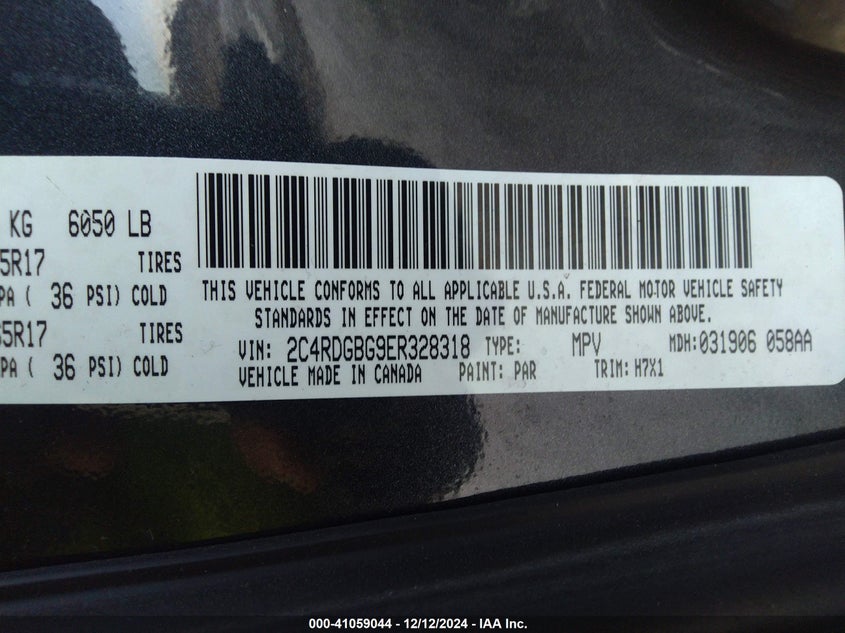 KG 6050 LB
5R17 TIRES
PA ( 36 PSI) COLD
5R17 TIRES
PA ( 36 PSI) COLD
THIS VEHICLE CONFORMS TO ALL APPLICABLE U.S.A. FEDERAL MOTOR VEHICLE SAFETY
STANDARDS IN EFFECT ON THE DATE OF MANUFACTURE SHOWN ABOVE.
VIN: 2C4RDGBG9ER328318 TYPE: MPV MDH: 031906 058AA
VEHICLE MADE IN CANADA PAINT: PAR TRIM: H7X1
000-41059044 - 12/12/2024 - IAA Inc.